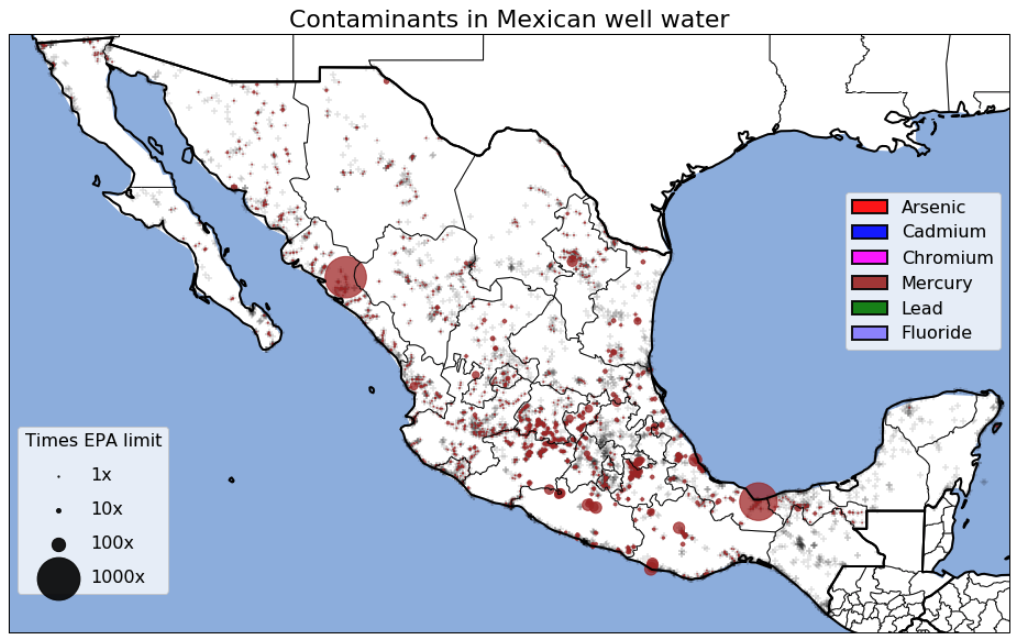 Contaminants in Mexican well water
Arsenic
Cadmium
Chromium
Mercury
Lead
Fluoride
Times EPA limit
1x
10x
100x
1000x